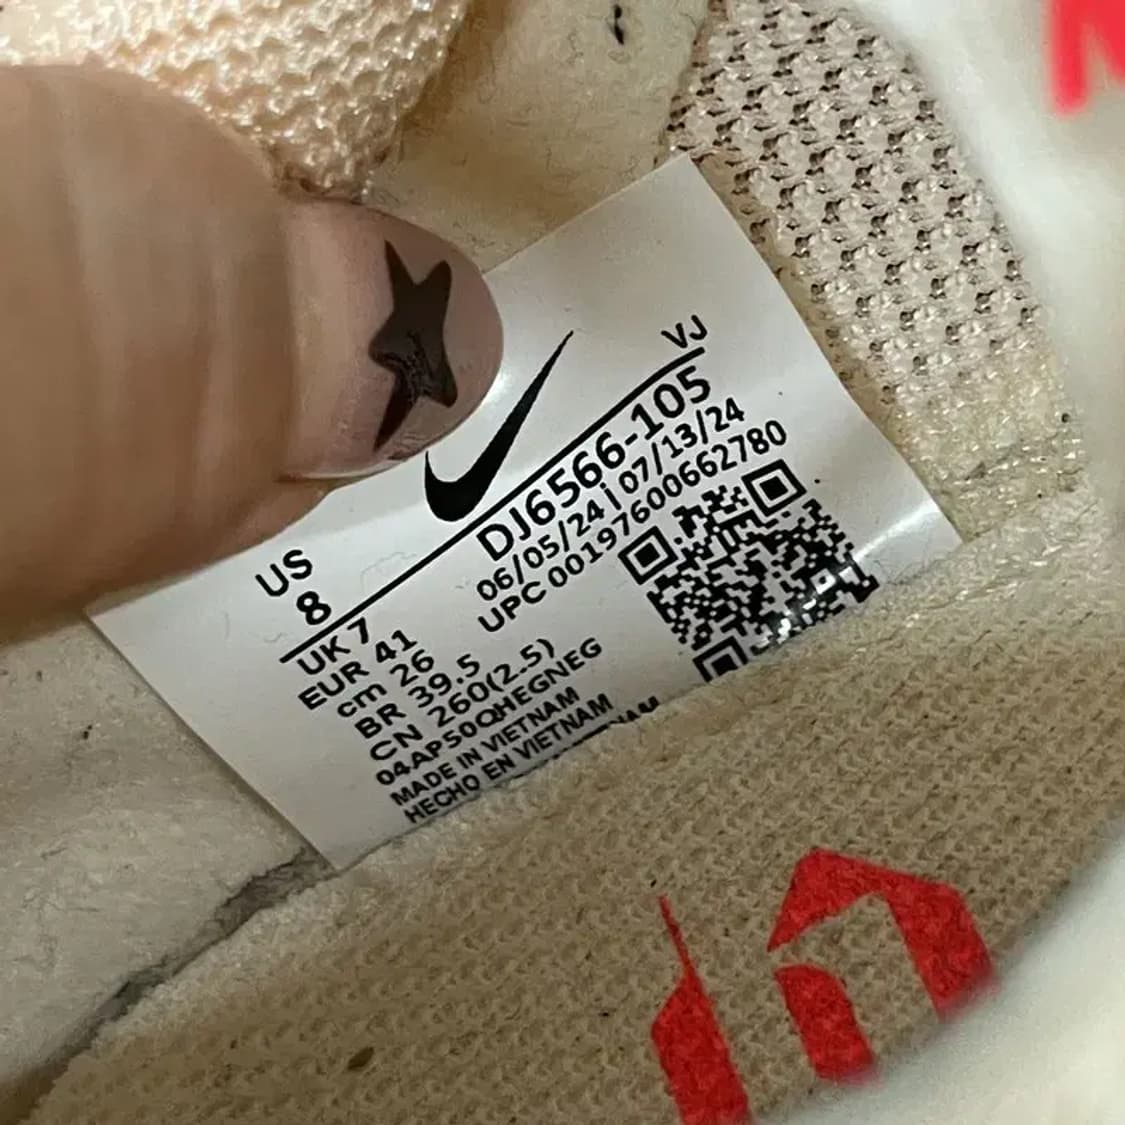 VJ
US
8
DJ6566-105
06/05/24 | 07/13/24
UPC 00197600662780
UK 7
EUR 41
cm 26
BR 39.5
CN 260(2.5)
04AP50QHEGNEG
MADE IN VIETNAM
HECHO EN VIETNAM